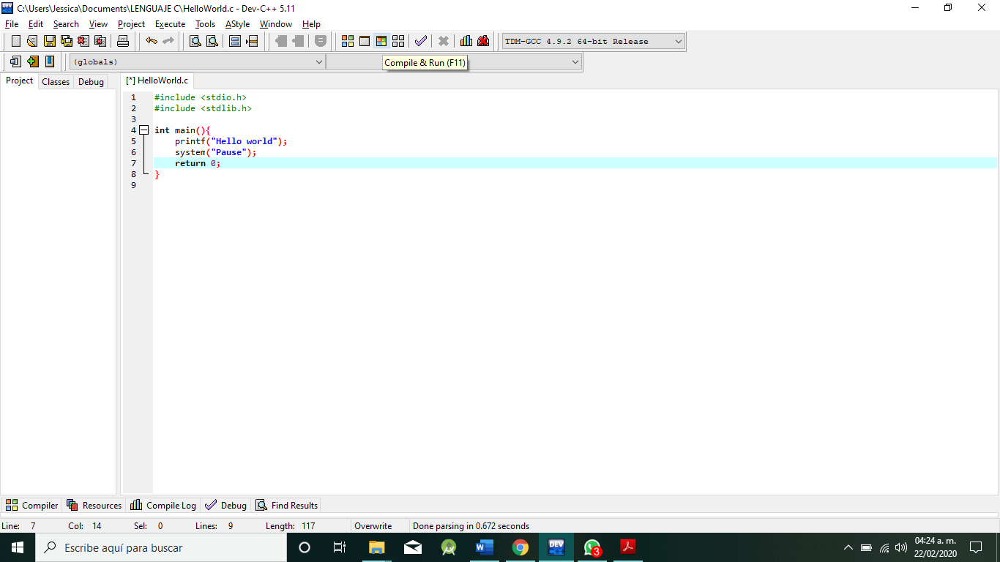 C:\Users\Jessica\Documents\LENGUAJE C\HelloWorld.c - Dev-C++ 5.11
File Edit Search View Project Execute Tools AStyle Window Help
TDM-GCC 4.9.2 64-bit Release
(globals)
Compile & Run (F11)
Project Classes Debug
[*] HelloWorld.c
1 #include <stdio.h>
2 #include <stdlib.h>
3
4 int main(){
5 printf("Hello world");
6 system("Pause");
7 return 0;
8 }
9
Compiler Resources Compile Log Debug Find Results
Line: 7 Col: 14 Sel: 0 Lines: 9 Length: 117 Overwrite Done parsing in 0.672 seconds
Escribe aquí para buscar
DEV
3
04:24 a. m.
22/02/2020